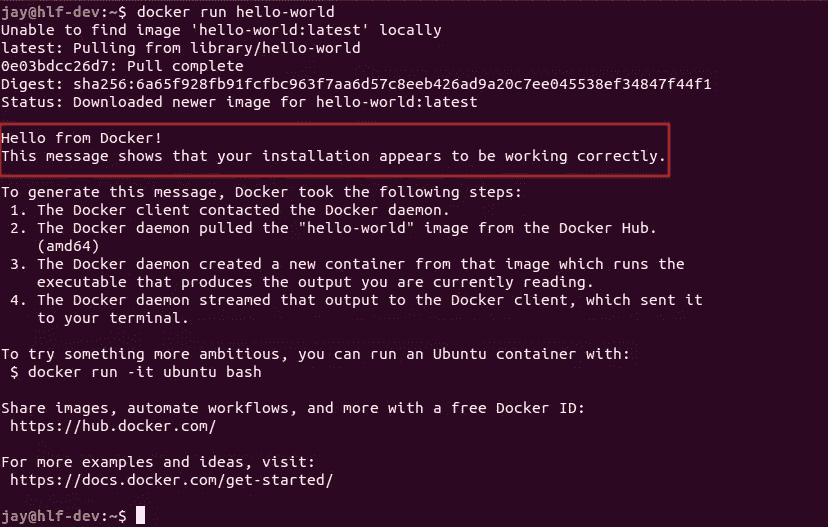 jay@hlf-dev:~$ docker run hello-world
Unable to find image 'hello-world:latest' locally
latest: Pulling from library/hello-world
0e03bdcc26d7: Pull complete
Digest: sha256:6a65f928fb91fcfbc963f7aa6d57c8eeb426ad9a20c7ee045538ef34847f44f1
Status: Downloaded newer image for hello-world:latest
Hello from Docker!
This message shows that your installation appears to be working correctly.
To generate this message, Docker took the following steps:
1. The Docker client contacted the Docker daemon.
2. The Docker daemon pulled the "hello-world" image from the Docker Hub.
(amd64)
3. The Docker daemon created a new container from that image which runs the
executable that produces the output you are currently reading.
4. The Docker daemon streamed that output to the Docker client, which sent it
to your terminal.
To try something more ambitious, you can run an Ubuntu container with:
$ docker run -it ubuntu bash
Share images, automate workflows, and more with a free Docker ID:
https://hub.docker.com/
For more examples and ideas, visit:
https://docs.docker.com/get-started/
jay@hlf-dev:~$